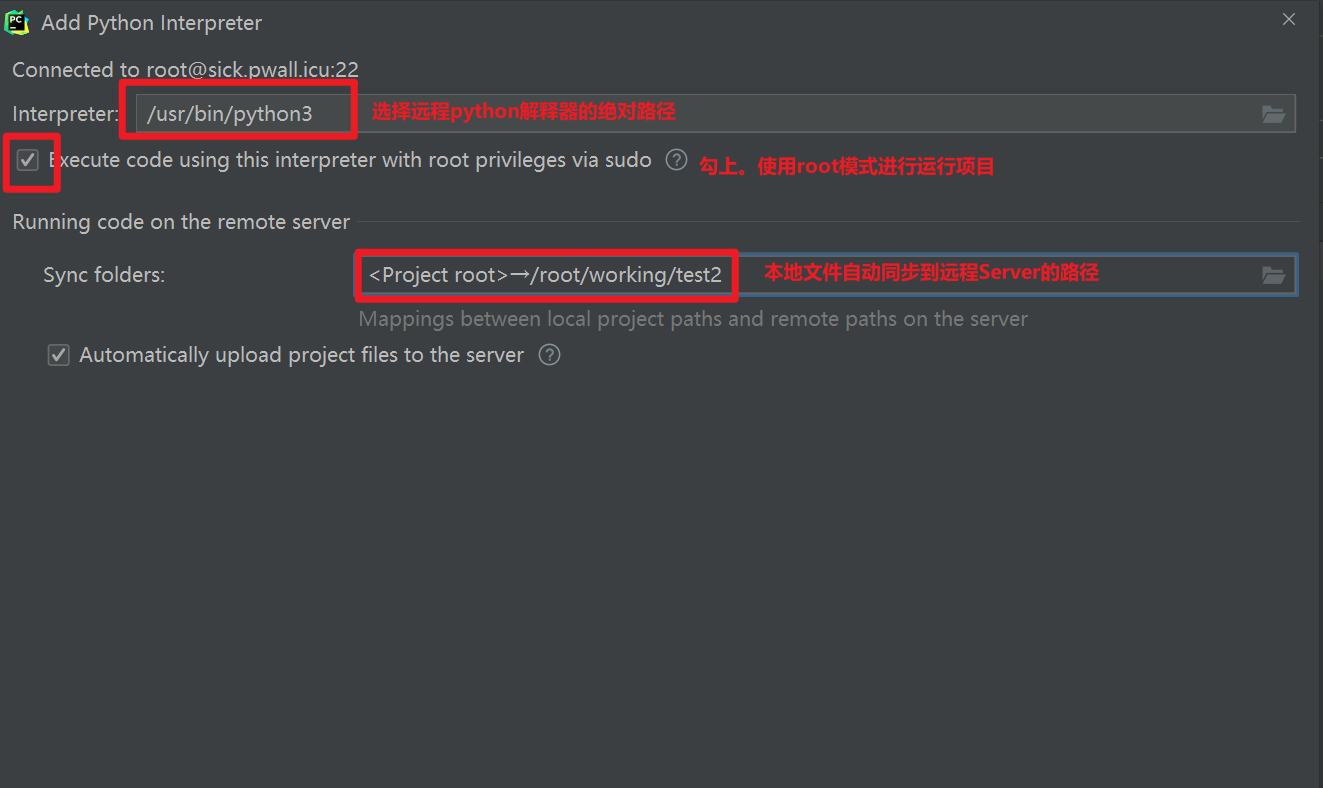 PC
Add Python Interpreter
Connected to root@sick.pwall.icu:22
Interpreter: /usr/bin/python3 选择远程python解释器的绝对路径
Execute code using this interpreter with root privileges via sudo ? 勾上。使用root模式进行运行项目
Running code on the remote server
Sync folders: <Project root>→/root/working/test2 本地文件自动同步到远程Server的路径
Mappings between local project paths and remote paths on the server
Automatically upload project files to the server ?